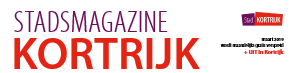 STADSMAGAZINE
KORTRIJK
Stad KORTRIJK
maart 2019
wordt maandelijks gratis verspreid
+ UIT in Kortrijk